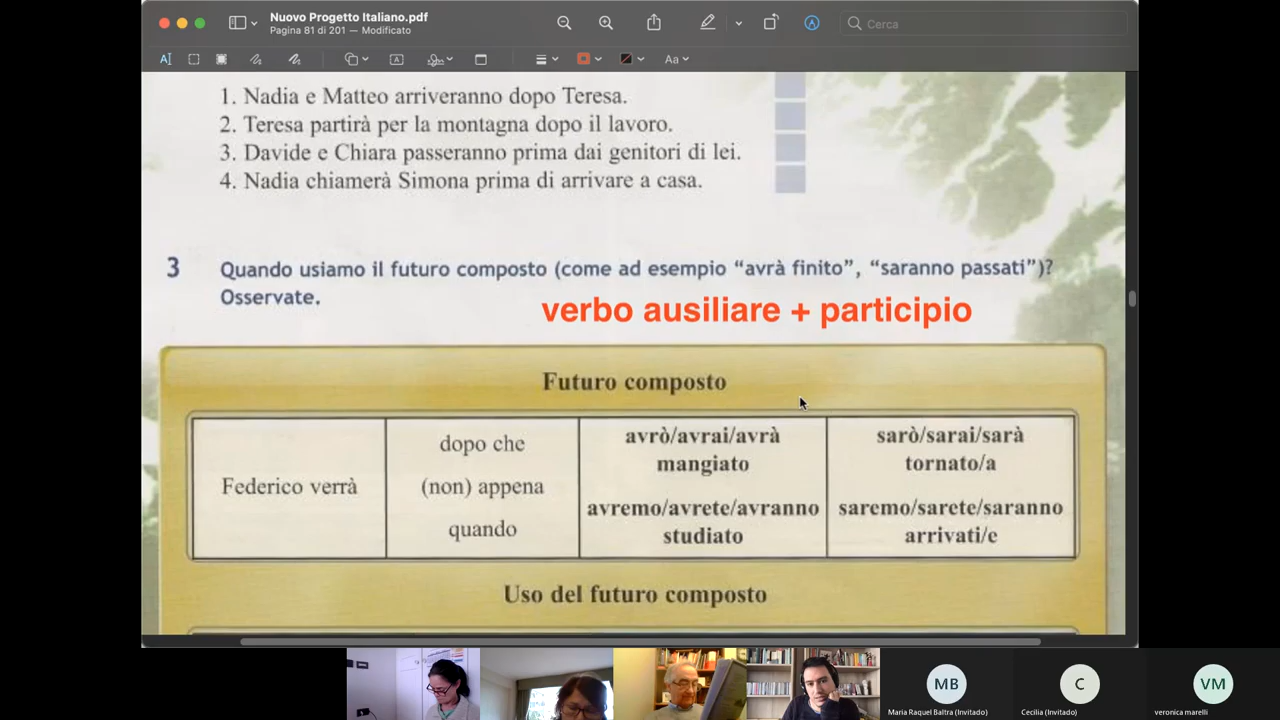 Nuovo Progetto Italiano.pdf
Pagina 81 di 201 — Modificato
Cerca
A
A
Aa
1. Nadia e Matteo arriveranno dopo Teresa.
2. Teresa partirà per la montagna dopo il lavoro.
3. Davide e Chiara passeranno prima dai genitori di lei.
4. Nadia chiamerà Simona prima di arrivare a casa.
3 Quando usiamo il futuro composto (come ad esempio “avrà finito”, “saranno passati”)?
Osservate.
verbo ausiliare + participio
Futuro composto
Federico verrà
dopo che
(non) appena
quando
avrò/avrai/avrà
mangiato
avremo/avrete/avranno
studiato
sarò/sarai/sarà
tornato/a
saremo/sarete/saranno
arrivati/e
Uso del futuro composto
MB
Maria Raquel Baltra (Invitado)
C
Cecilia (Invitado)
VM
veronica marelli